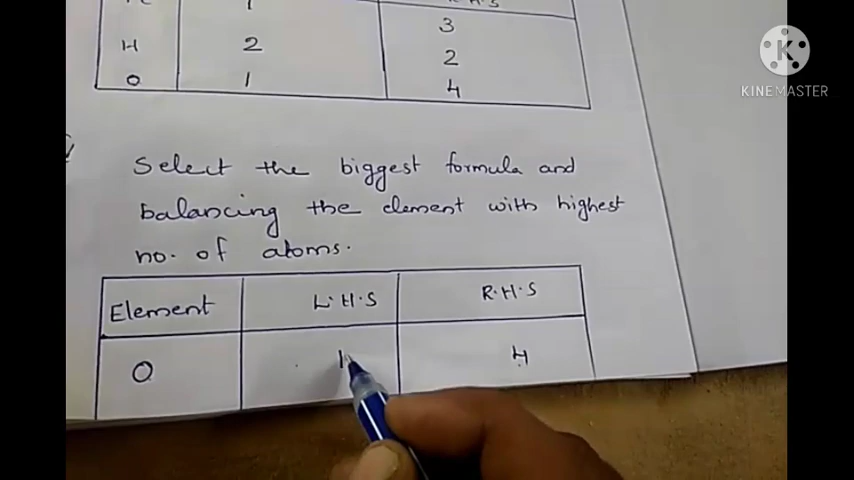 1
3
H 2 2
O 1 4
Select the biggest formula and
balancing the element with highest
no. of atoms.
Element L.H.S R.H.S
O 1 4
KINEMASTER